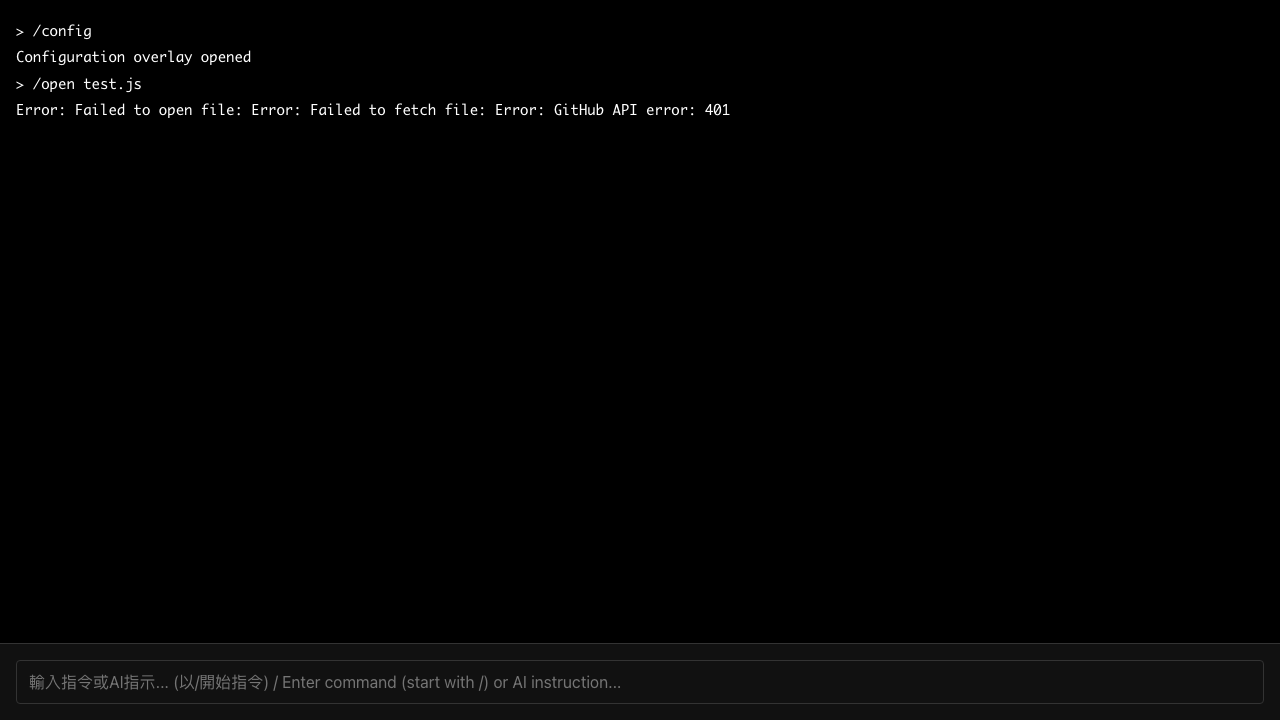 > /config
Configuration overlay opened
> /open test.js
Error: Failed to open file: Error: Failed to fetch file: Error: GitHub API error: 401
輸入指令或AI指示... (以/開始指令) / Enter command (start with /) or AI instruction...